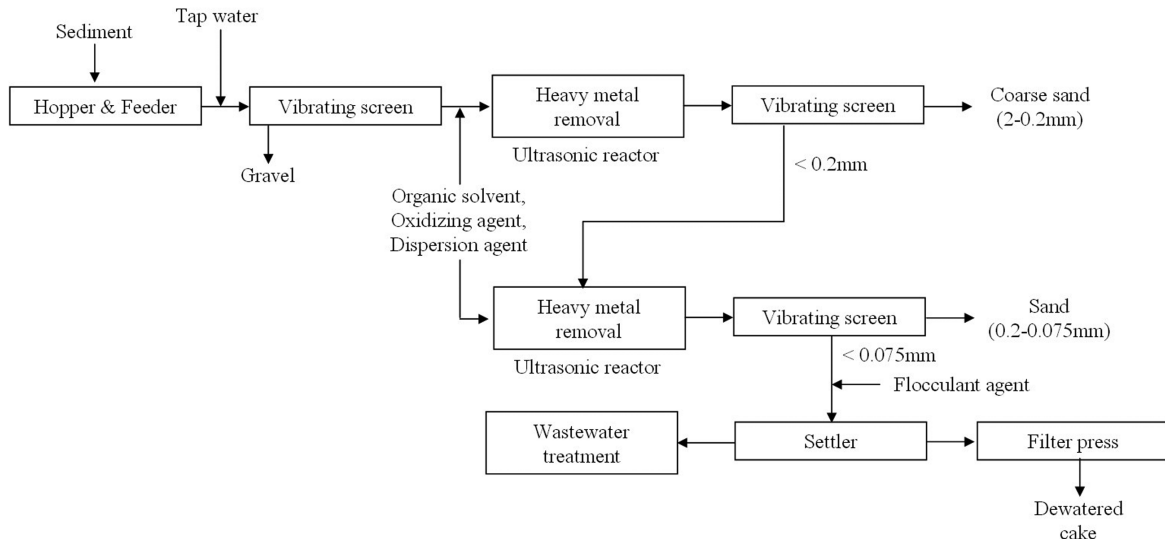 Tap water
Sediment
Hopper & Feeder
Vibrating screen
Heavy metal
removal
Vibrating screen
Coarse sand
(2-0.2mm)
Ultrasonic reactor
Gravel
< 0.2mm
Organic solvent,
Oxidizing agent,
Dispersion agent
Heavy metal
removal
Vibrating screen
Sand
(0.2-0.075mm)
Ultrasonic reactor
< 0.075mm
Flocculant agent
Wastewater
treatment
Settler
Filter press
Dewatered
cake